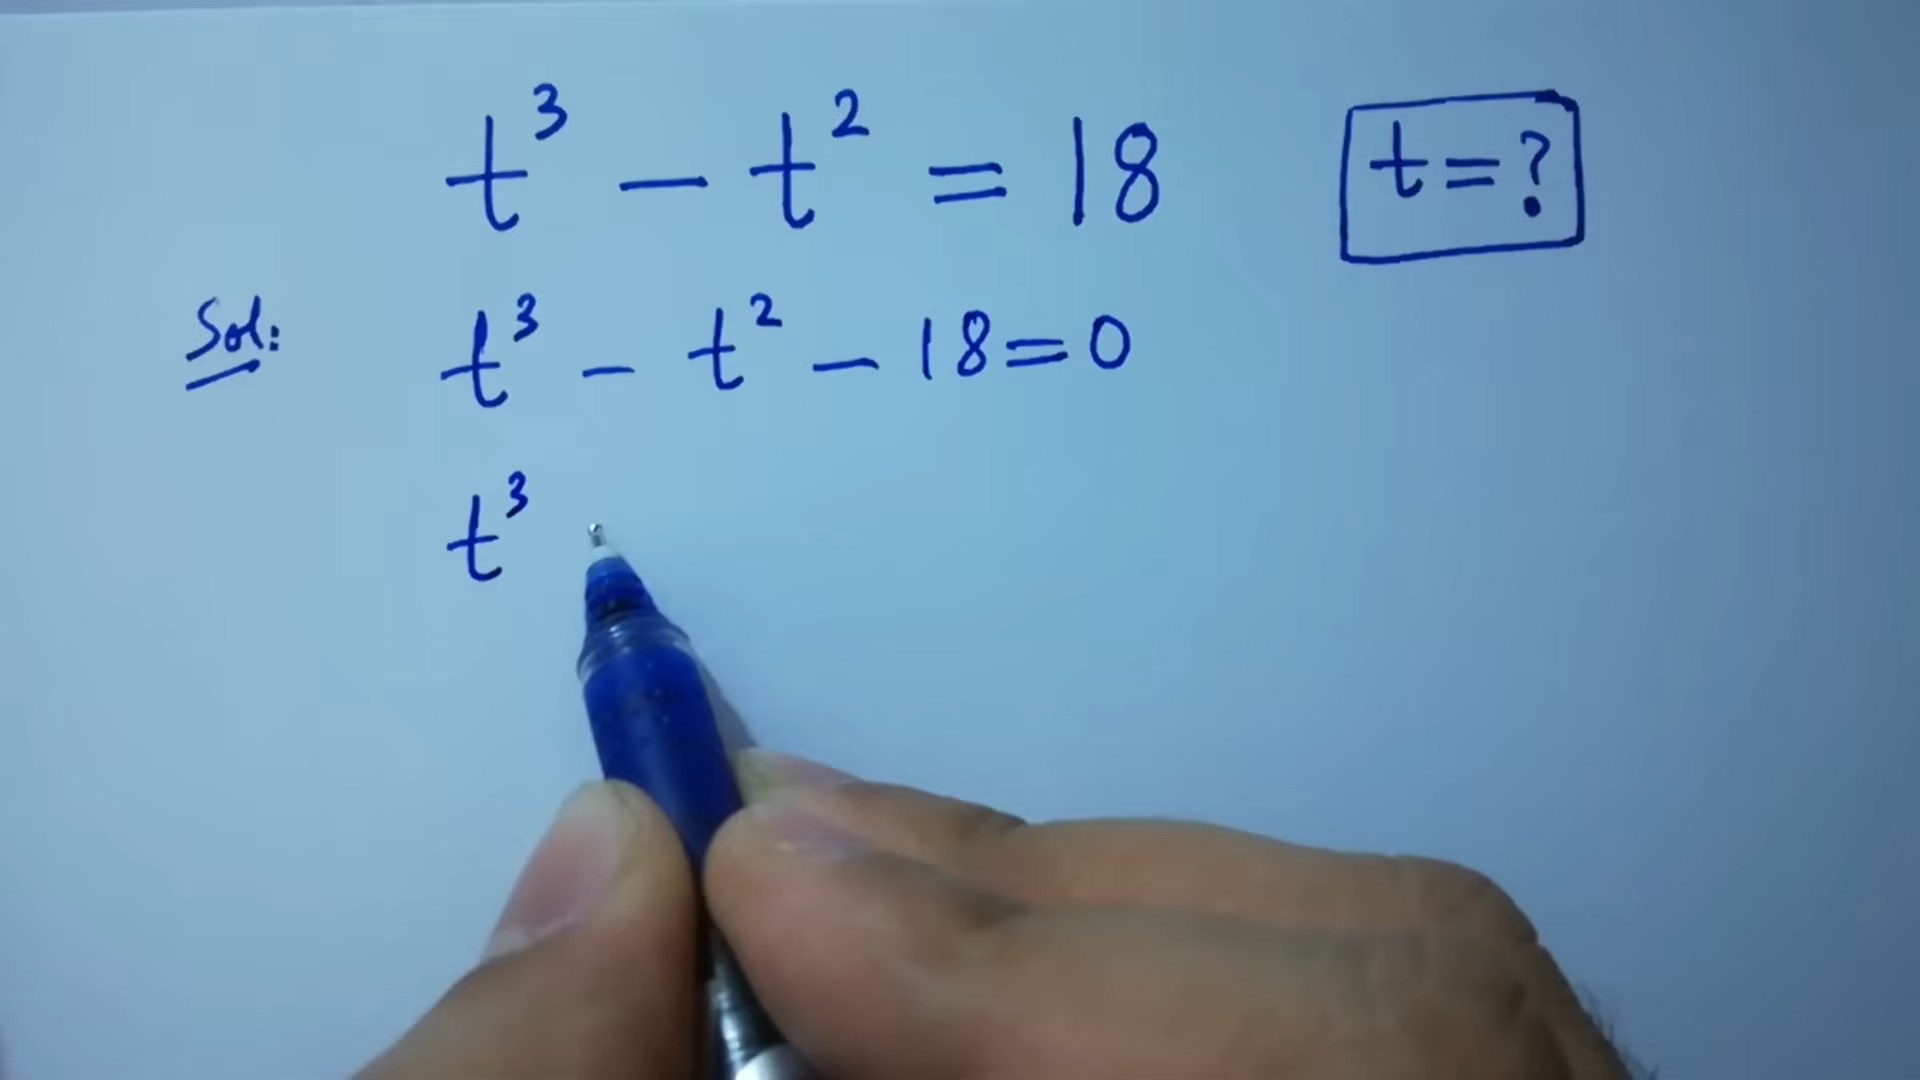 t³ - t² = 18
t = ?
Sol: t³ - t² - 18 = 0
t³